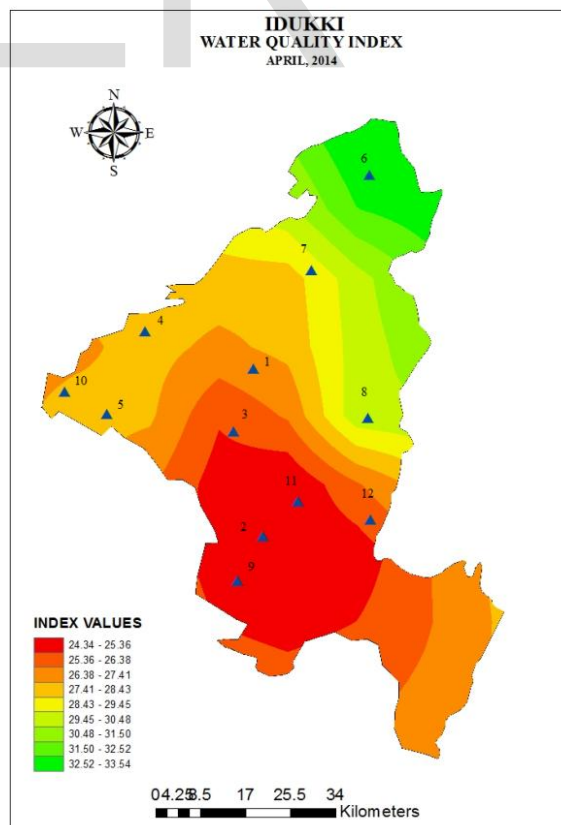 IDUKKI
WATER QUALITY INDEX
APRIL, 2014
N
W E
S
6
7
4
1
10
5
8
3
11
12
2
9
INDEX VALUES
24.34 - 25.36
25.36 - 26.38
26.38 - 27.41
27.41 - 28.43
28.43 - 29.45
29.45 - 30.48
30.48 - 31.50
31.50 - 32.52
32.52 - 33.54
04.258.5 17 25.5 34
Kilometers